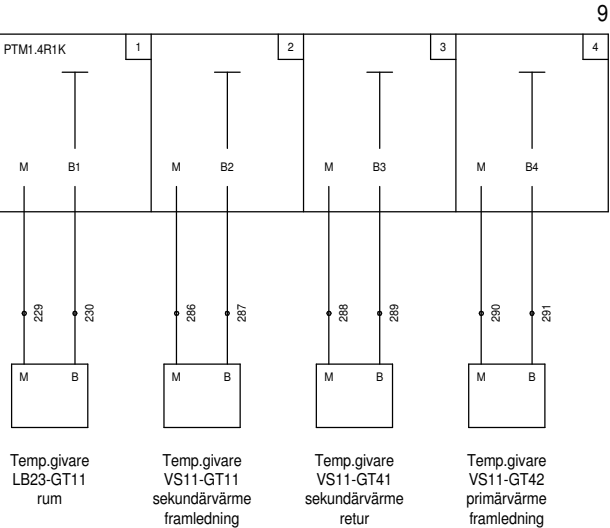 9
PTM1.4R1K 1 2 3 4
M B1 M B2 M B3 M B4
229 230 286 287 288 289 290 291
M B M B M B M B
Temp.givare
LB23-GT11
rum
Temp.givare
VS11-GT11
sekundärvärme
framledning
Temp.givare
VS11-GT41
sekundärvärme
retur
Temp.givare
VS11-GT42
primärvärme
framledning